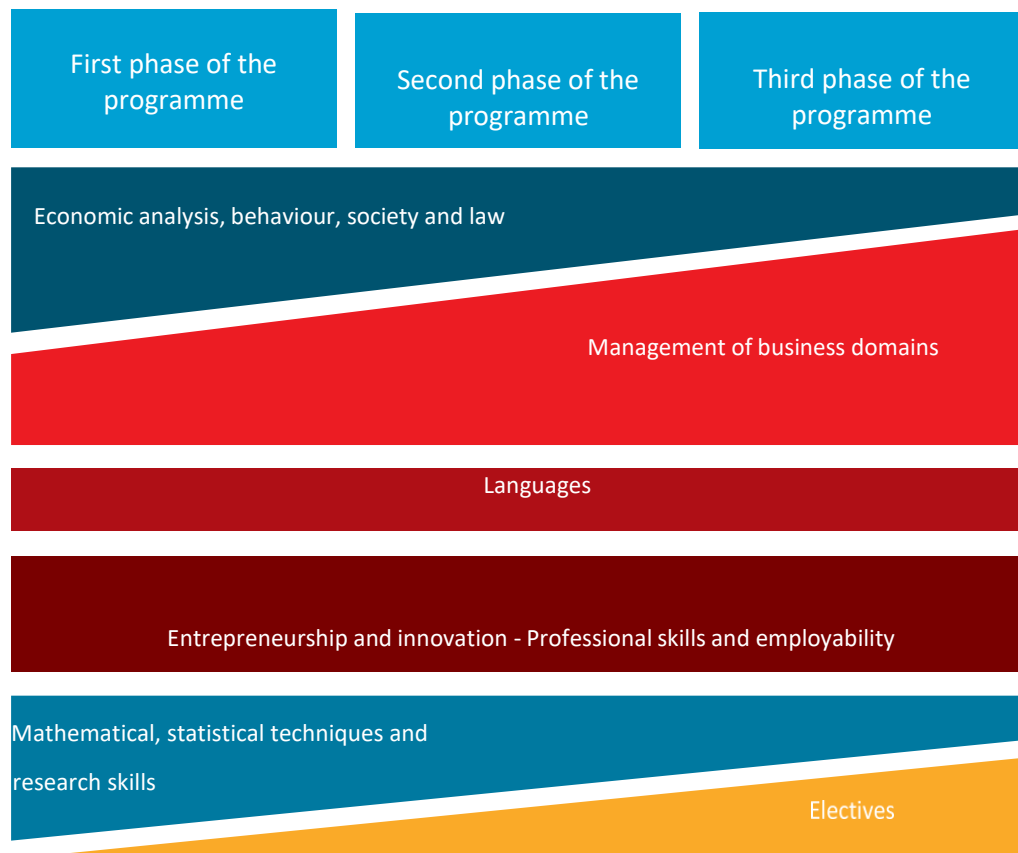 First phase of the
programme
Second phase of the
programme
Third phase of the
programme
Economic analysis, behaviour, society and law
Management of business domains
Languages
Entrepreneurship and innovation - Professional skills and employability
Mathematical, statistical techniques and
research skills
Electives